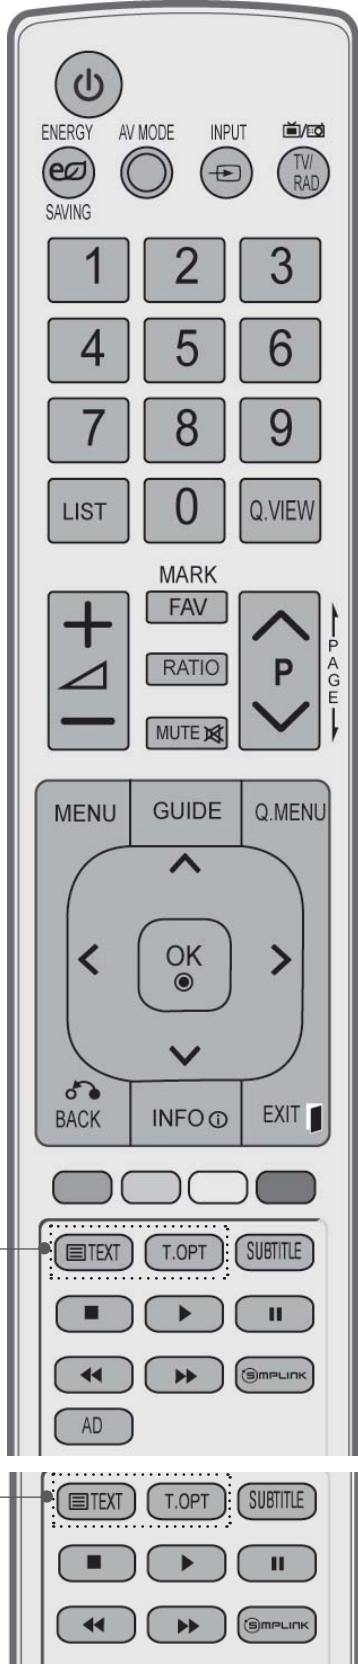 ENERGY AV MODE INPUT
TV/
RAD
SAVING
1 2 3
4 5 6
7 8 9
LIST 0 Q.VIEW
MARK
FAV
RATIO
P
PAGE
MUTE
MENU GUIDE Q.MENU
OK
BACK INFO EXIT
TEXT T.OPT SUBTITLE
SIMPLINK
AD
TEXT T.OPT SUBTITLE
SIMPLINK